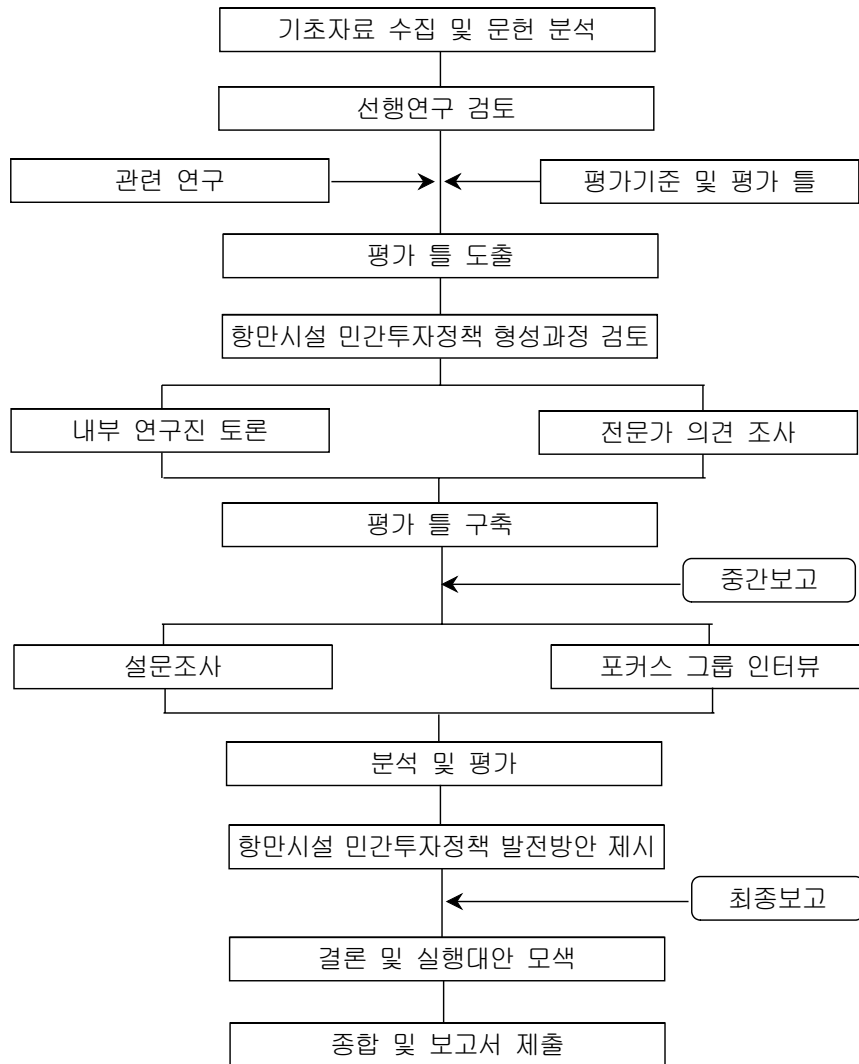 기초자료 수집 및 문헌 분석
선행연구 검토
관련 연구
평가기준 및 평가 틀
평가 틀 도출
항만시설 민간투자정책 형성과정 검토
내부 연구진 토론
전문가 의견 조사
평가 틀 구축
중간보고
설문조사
포커스 그룹 인터뷰
분석 및 평가
항만시설 민간투자정책 발전방안 제시
최종보고
결론 및 실행대안 모색
종합 및 보고서 제출